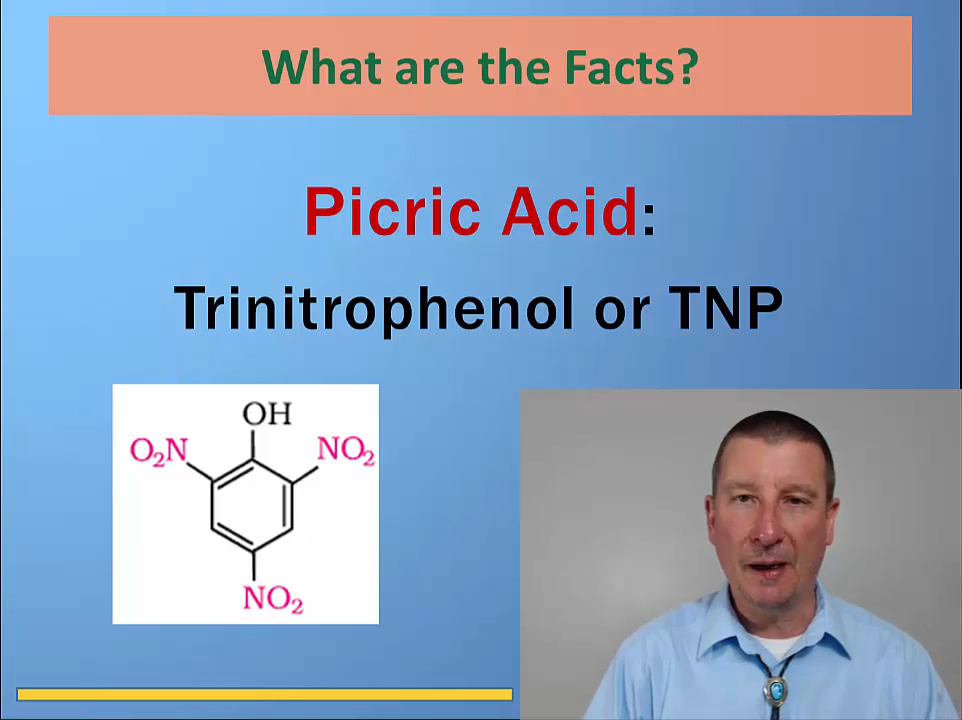 What are the Facts?
Picric Acid:
Trinitrophenol or TNP
OH
O₂N
NO₂
NO₂